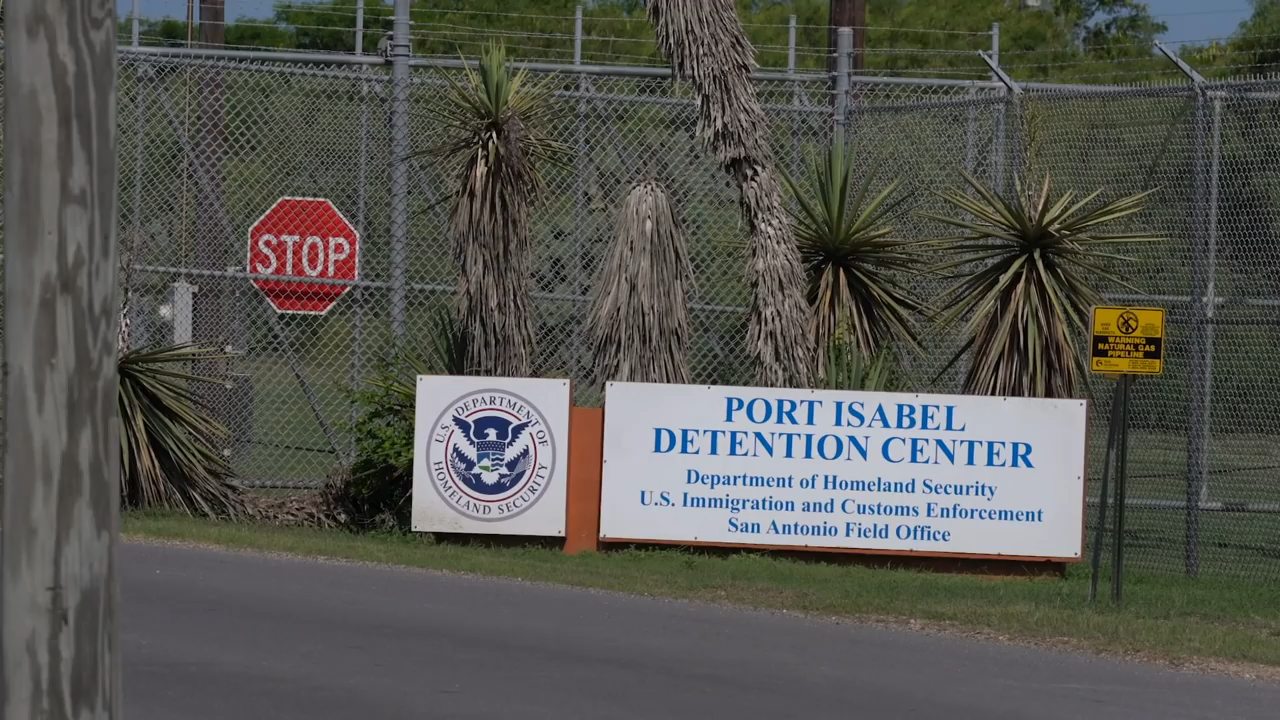 STOP
U.S. DEPARTMENT OF
HOMELAND SECURITY
PORT ISABEL
DETENTION CENTER
Department of Homeland Security
U.S. Immigration and Customs Enforcement
San Antonio Field Office
WARNING
NATURAL GAS
PIPELINE